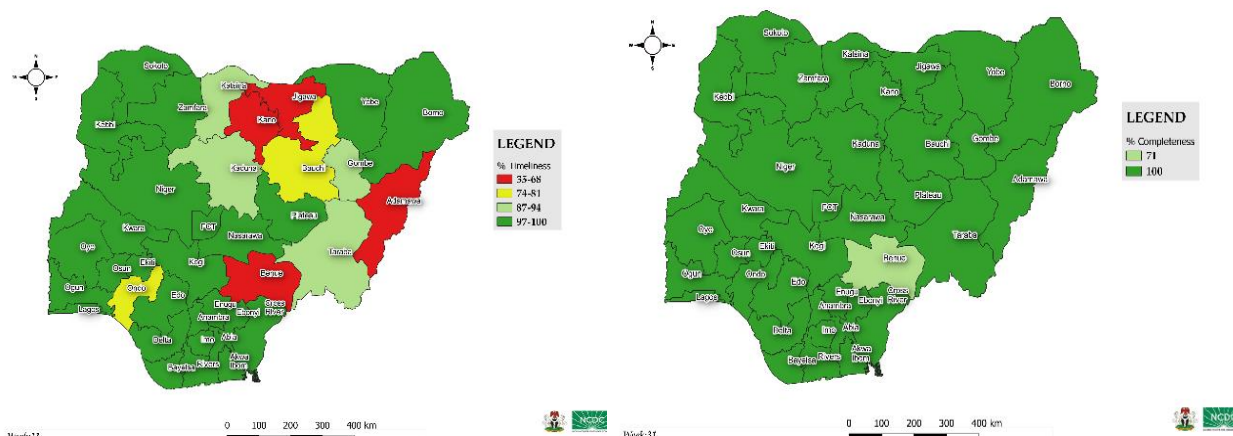 N
W E
S
Sokoto
Katsina
Jigawa
Yobe
Borno
Zamfara
Kano
Kebbi
Kaduna
Bauchi
Gombe
Adamawa
Niger
Plateau
FCT
Kwara
Nasarawa
Taraba
Oyo
Ekiti
Kogi
Benue
Osun
Ondo
Ogun
Edo
Enugu
Cross
River
Lagos
Anambra
Ebonyi
Delta
Imo
Abia
Akwa
Ibom
Bayelsa
Rivers
LEGEND
% Timeliness
35-68
74-81
87-94
97-100
0 100 200 300 400 km
NCDC
N
W E
S
Sokoto
Katsina
Jigawa
Yobe
Borno
Zamfara
Kano
Kebbi
Kaduna
Bauchi
Gombe
Adamawa
Niger
Plateau
FCT
Kwara
Nasarawa
Taraba
Oyo
Ekiti
Kogi
Benue
Osun
Ondo
Ogun
Edo
Enugu
Cross
River
Lagos
Anambra
Ebonyi
Delta
Imo
Abia
Akwa
Ibom
Bayelsa
Rivers
LEGEND
% Completeness
71
100
Week:31
0 100 200 300 400 km
NCDC